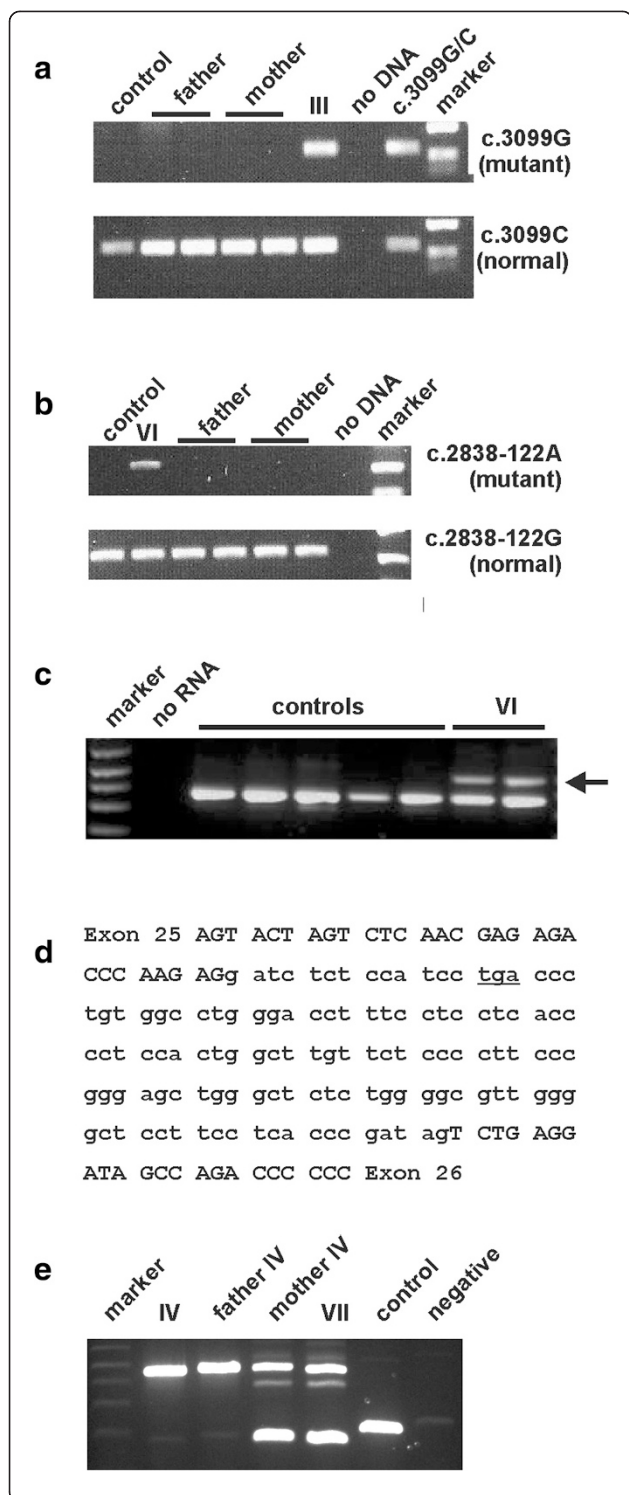 a
control father mother III no DNA c.3099G/C marker
c.3099G
(mutant)
c.3099C
(normal)
b
control VI father mother no DNA marker
c.2838-122A
(mutant)
c.2838-122G
(normal)
c
marker no RNA controls VI
d
Exon 25 AGT ACT AGT CTC AAC GAG AGA
CCC AAG AGg atc tct cca tcc tga ccc
tgt ggc ctg gga cct ttc ctc ctc acc
cct cca ctg gct tgt tct ccc ctt ccc
ggg agc tgg gct ctc tgg ggc gtt ggg
gct cct tcc tca ccc gat agT CTG AGG
ATA GCC AGA CCC CCC Exon 26
e
marker IV father IV mother IV VII control negative